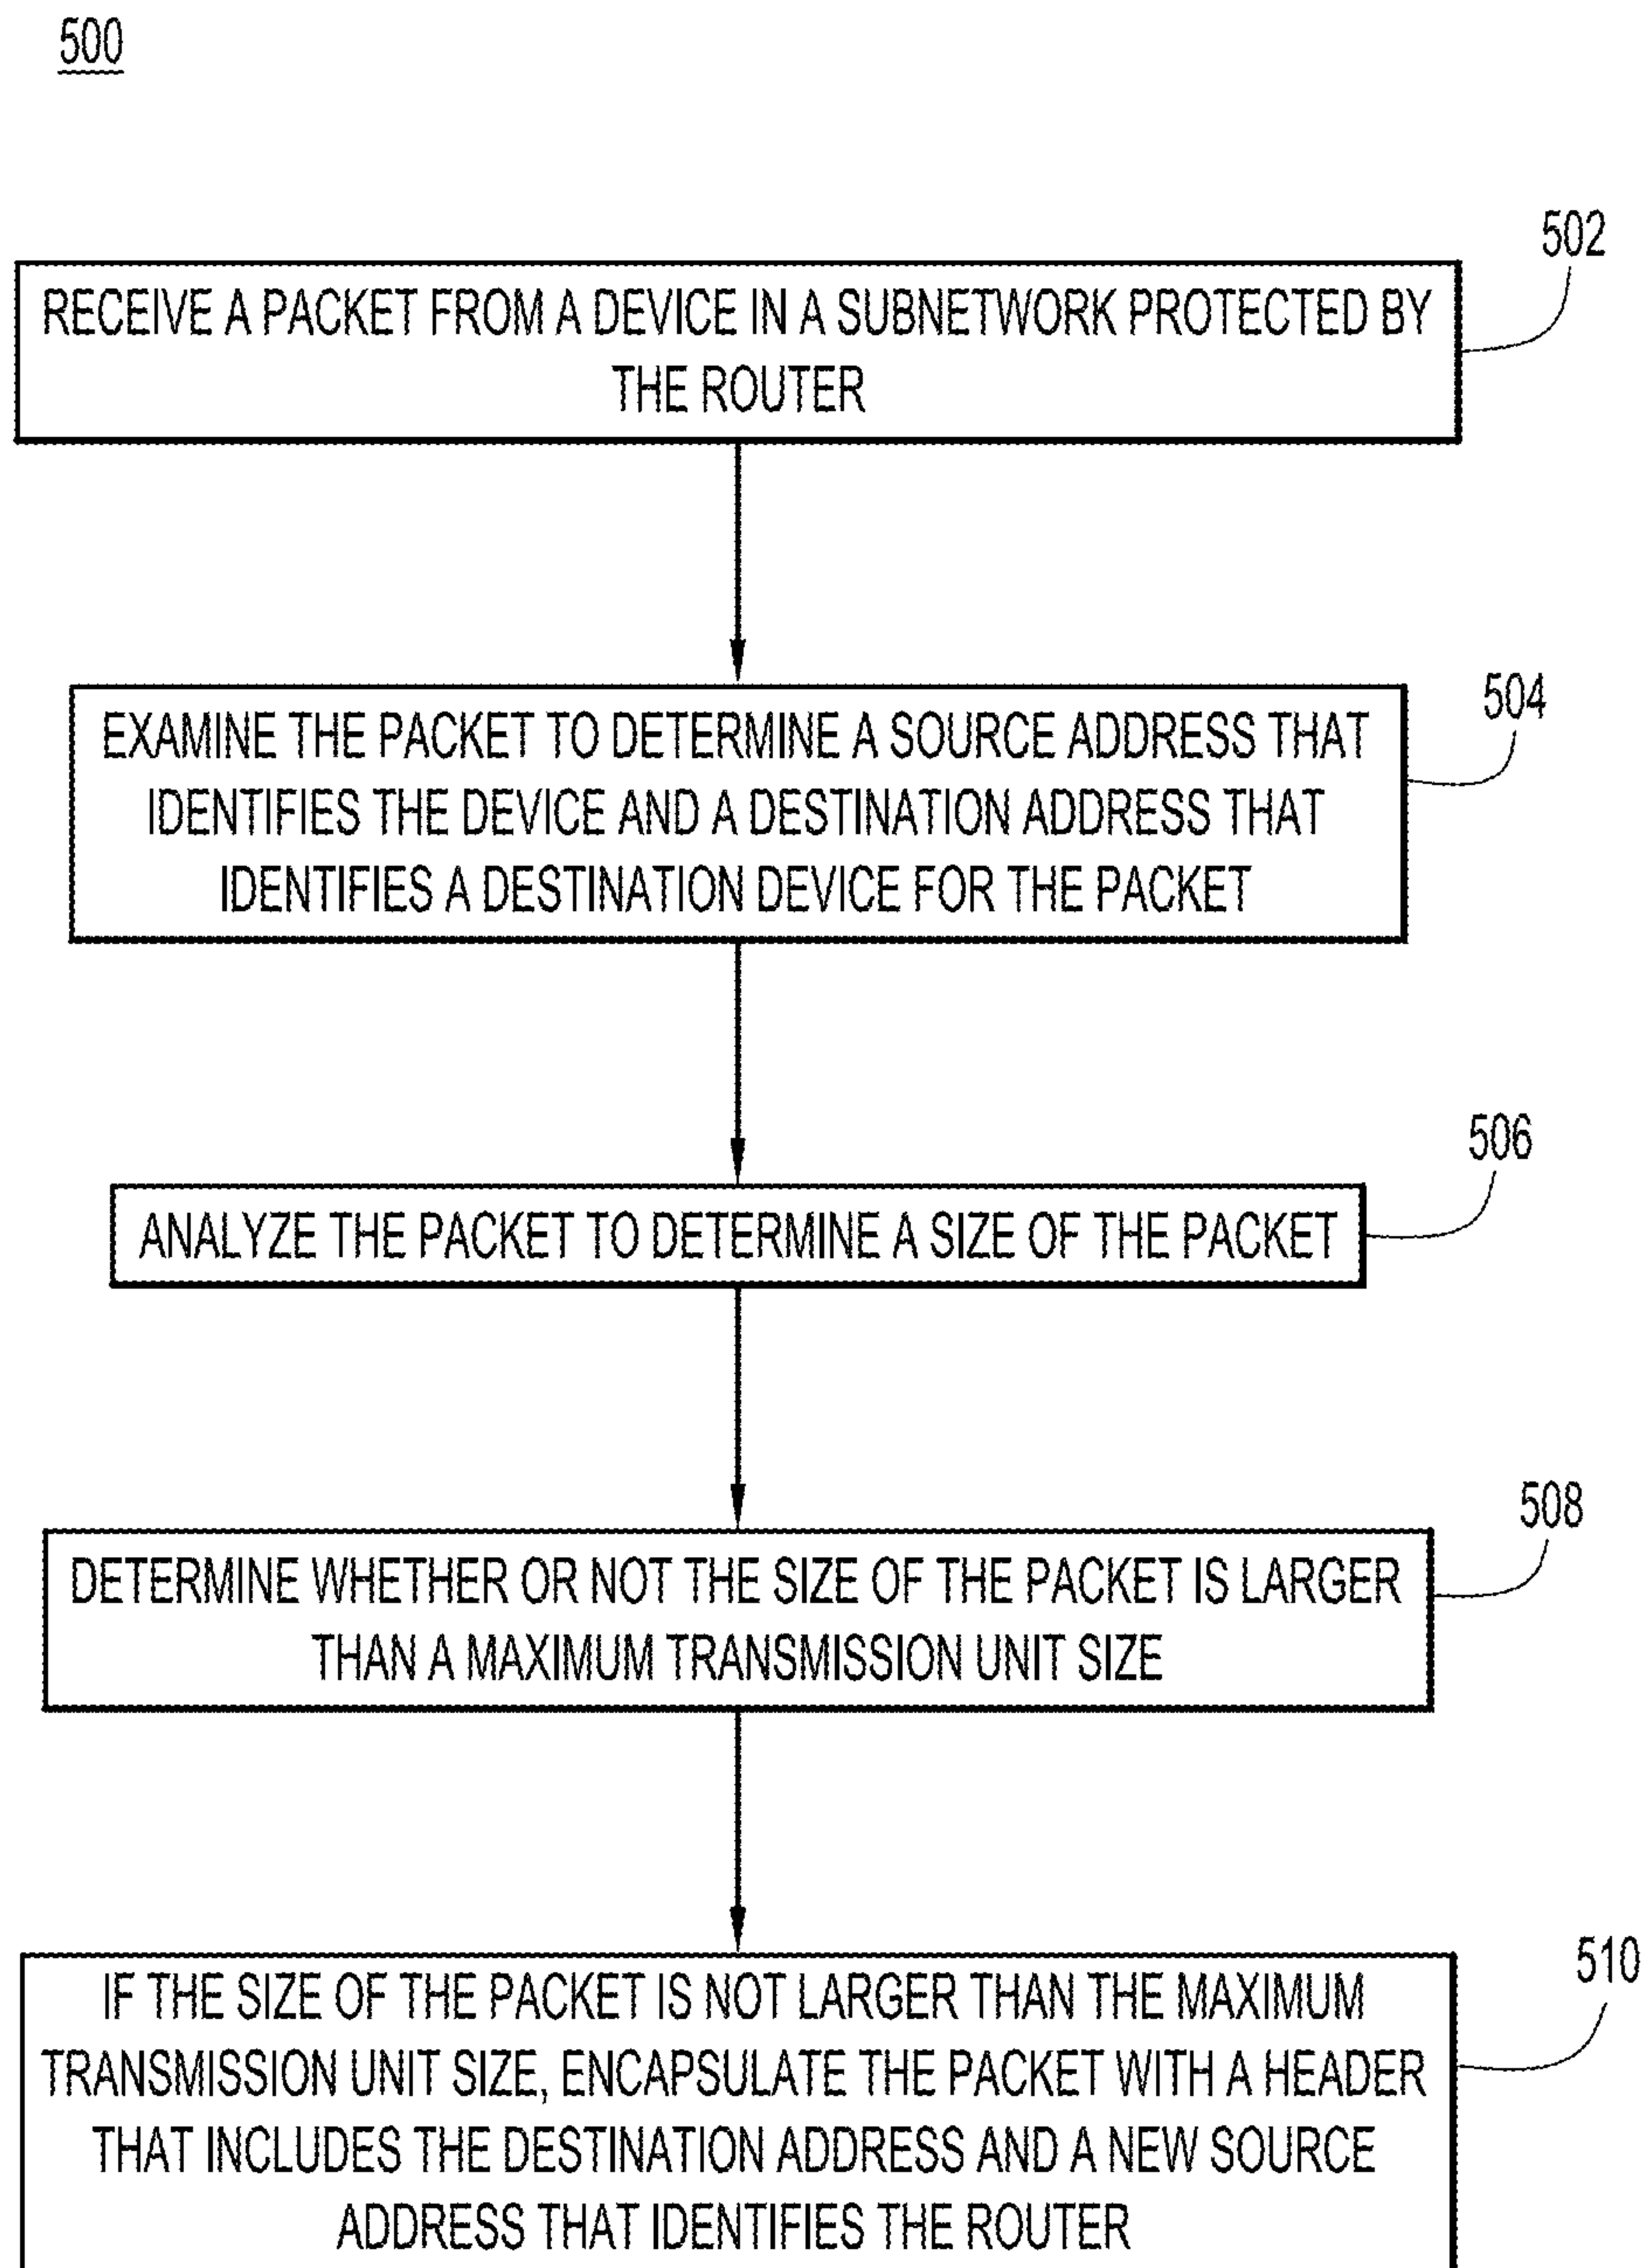 500
502
RECEIVE A PACKET FROM A DEVICE IN A SUBNETWORK PROTECTED BY
THE ROUTER
504
EXAMINE THE PACKET TO DETERMINE A SOURCE ADDRESS THAT
IDENTIFIES THE DEVICE AND A DESTINATION ADDRESS THAT
IDENTIFIES A DESTINATION DEVICE FOR THE PACKET
506
ANALYZE THE PACKET TO DETERMINE A SIZE OF THE PACKET
508
DETERMINE WHETHER OR NOT THE SIZE OF THE PACKET IS LARGER
THAN A MAXIMUM TRANSMISSION UNIT SIZE
510
IF THE SIZE OF THE PACKET IS NOT LARGER THAN THE MAXIMUM
TRANSMISSION UNIT SIZE, ENCAPSULATE THE PACKET WITH A HEADER
THAT INCLUDES THE DESTINATION ADDRESS AND A NEW SOURCE
ADDRESS THAT IDENTIFIES THE ROUTER